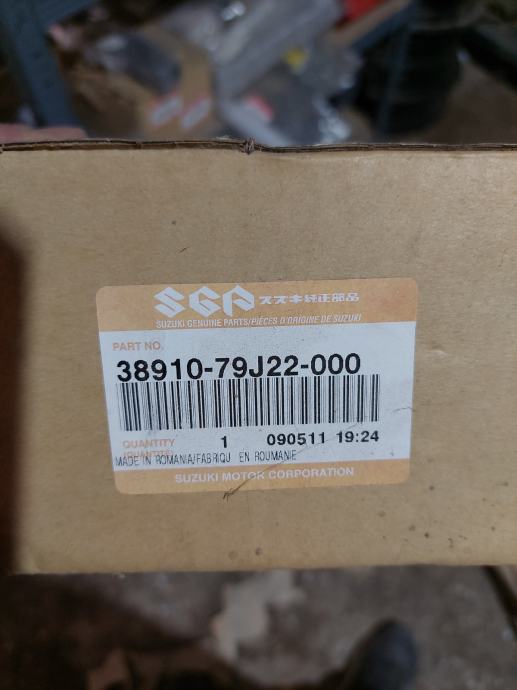 SGP スズキ純正部品
SUZUKI GENUINE PARTS/PIÈCES D'ORIGINE DE SUZUKI
PART NO.
38910-79J22-000
QUANTITY 1 090511 19:24
(QUANTITÉ)
MADE IN ROMANIA/FABRIQU EN ROUMANIE
SUZUKI MOTOR CORPORATION